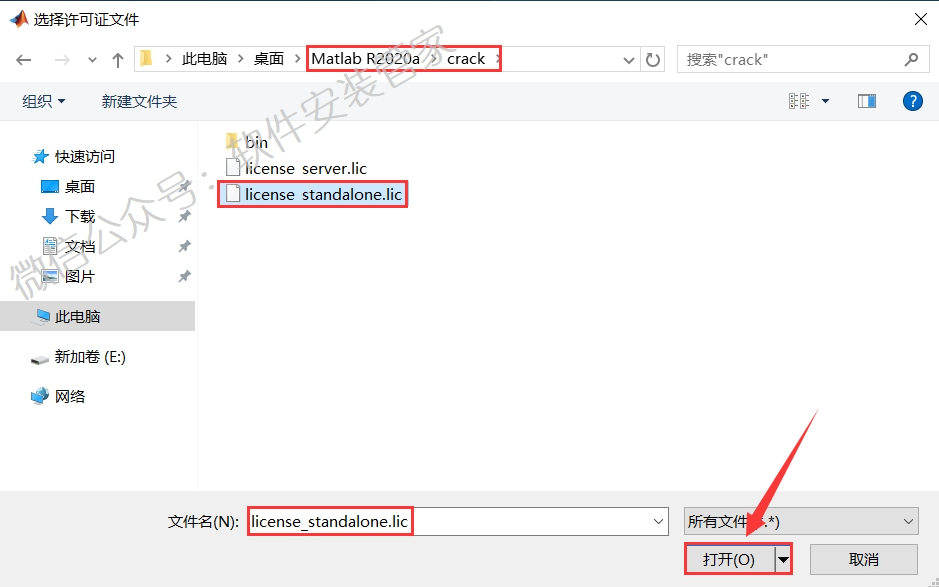 选择许可证文件
此电脑 桌面 Matlab R2020a crack 搜索"crack"
组织 新建文件夹 ?
bin
快速访问
license_server.lic
桌面
license_standalone.lic
下载
文档
图片
此电脑
新加卷 (E:)
网络
微信公众号:软件安装管家
文件名(N): license_standalone.lic 所有文件(*.*)
打开(O) 取消